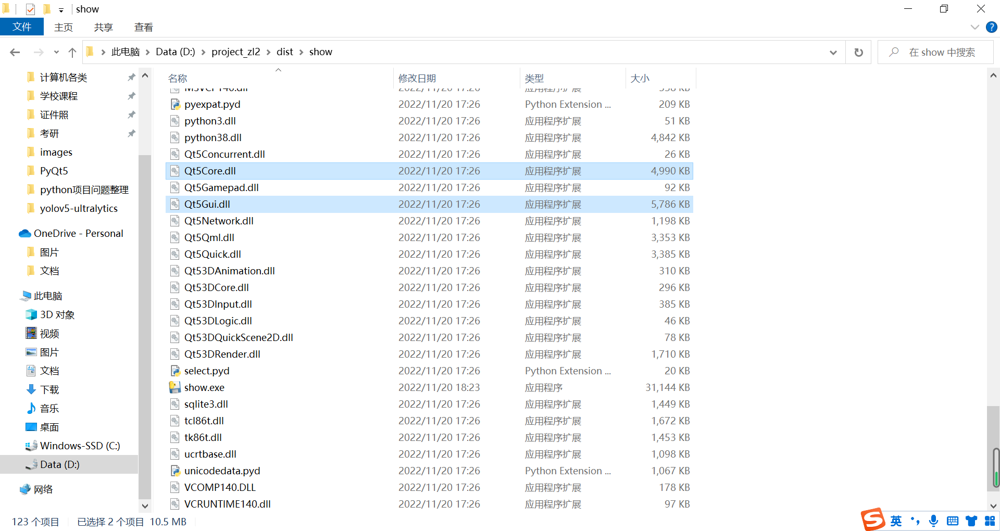 show
文件 主页 共享 查看
此电脑 Data (D:) project_zl2 dist show
在 show 中搜索
计算机各类
学校课程
证件照
考研
images
PyQt5
python项目问题整理
yolov5-ultralytics
OneDrive - Personal
图片
文档
此电脑
3D 对象
视频
图片
文档
下载
音乐
桌面
Windows-SSD (C:)
Data (D:)
网络
名称 修改日期 类型 大小
pyexpat.pyd 2022/11/20 17:26 Python Extension ... 209 KB
python3.dll 2022/11/20 17:26 应用程序扩展 51 KB
python38.dll 2022/11/20 17:26 应用程序扩展 4,842 KB
Qt5Concurrent.dll 2022/11/20 17:26 应用程序扩展 26 KB
Qt5Core.dll 2022/11/20 17:26 应用程序扩展 4,990 KB
Qt5Gamepad.dll 2022/11/20 17:26 应用程序扩展 92 KB
Qt5Gui.dll 2022/11/20 17:26 应用程序扩展 5,786 KB
Qt5Network.dll 2022/11/20 17:26 应用程序扩展 1,198 KB
Qt5Qml.dll 2022/11/20 17:26 应用程序扩展 3,353 KB
Qt5Quick.dll 2022/11/20 17:26 应用程序扩展 3,385 KB
Qt53DAnimation.dll 2022/11/20 17:26 应用程序扩展 310 KB
Qt53DCore.dll 2022/11/20 17:26 应用程序扩展 296 KB
Qt53DInput.dll 2022/11/20 17:26 应用程序扩展 385 KB
Qt53DLogic.dll 2022/11/20 17:26 应用程序扩展 46 KB
Qt53DQuickScene2D.dll 2022/11/20 17:26 应用程序扩展 78 KB
Qt53DRender.dll 2022/11/20 17:26 应用程序扩展 1,710 KB
select.pyd 2022/11/20 17:26 Python Extension ... 20 KB
show.exe 2022/11/20 18:23 应用程序 31,144 KB
sqlite3.dll 2022/11/20 17:26 应用程序扩展 1,449 KB
tcl86t.dll 2022/11/20 17:26 应用程序扩展 1,672 KB
tk86t.dll 2022/11/20 17:26 应用程序扩展 1,453 KB
ucrtbase.dll 2022/11/20 17:26 应用程序扩展 1,098 KB
unicodedata.pyd 2022/11/20 17:26 Python Extension ... 1,067 KB
VCOMP140.DLL 2022/11/20 17:26 应用程序扩展 178 KB
VCRUNTIME140.dll 2022/11/20 17:26 应用程序扩展 97 KB
123 个项目 已选择 2 个项目 10.5 MB
英